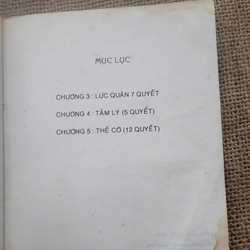 MỤC LỤC
CHƯƠNG 3 : LỰC QUÂN 7 QUYẾT
CHƯƠNG 4 : TÂM LÝ (5 QUYẾT)
CHƯƠNG 5 : THẾ CỜ (12 QUYẾT)